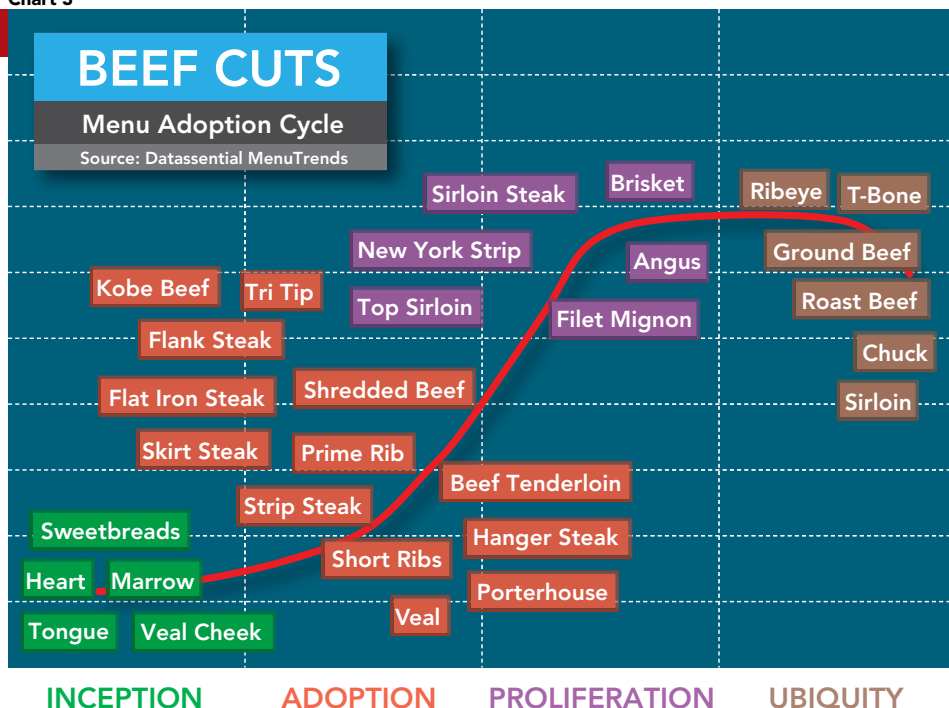 Chart 3
BEEF CUTS
Menu Adoption Cycle
Source: Datassential MenuTrends
Sirloin Steak
Brisket
Ribeye
T-Bone
New York Strip
Angus
Ground Beef
Kobe Beef
Tri Tip
Top Sirloin
Filet Mignon
Roast Beef
Flank Steak
Chuck
Flat Iron Steak
Shredded Beef
Sirloin
Skirt Steak
Prime Rib
Beef Tenderloin
Strip Steak
Sweetbreads
Hanger Steak
Short Ribs
Heart
Marrow
Porterhouse
Veal
Tongue
Veal Cheek
INCEPTION
ADOPTION
PROLIFERATION
UBIQUITY